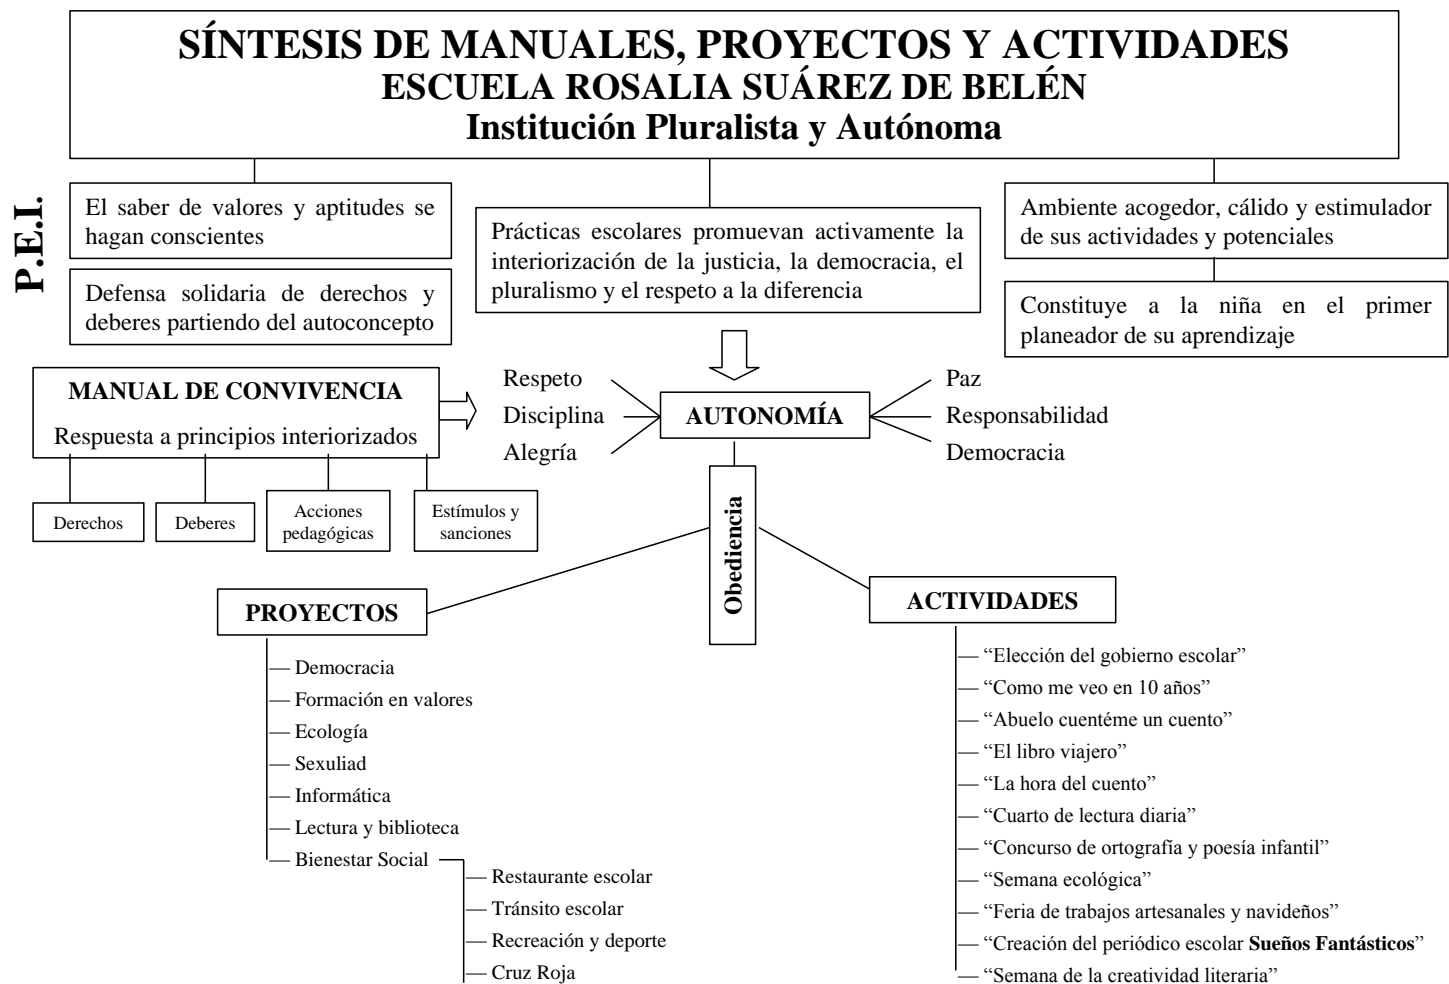 SÍNTESIS DE MANUALES, PROYECTOS Y ACTIVIDADES
ESCUELA ROSALIA SUÁREZ DE BELÉN
Institución Pluralista y Autónoma
P.E.I.
El saber de valores y aptitudes se
hagan conscientes
Defensa solidaria de derechos y
deberes partiendo del autoconcepto
Prácticas escolares promuevan activamente la
interiorización de la justicia, la democracia, el
pluralismo y el respeto a la diferencia
Ambiente acogedor, cálido y estimulador
de sus actividades y potenciales
Constituye a la niña en el primer
planeador de su aprendizaje
MANUAL DE CONVIVENCIA
Respuesta a principios interiorizados
Derechos
Deberes
Acciones
pedagógicas
Estímulos y
sanciones
Respeto
Disciplina
Alegría
AUTONOMÍA
Paz
Responsabilidad
Democracia
Obediencia
PROYECTOS
Democracia
Formación en valores
Ecología
Sexuliad
Informática
Lectura y biblioteca
Bienestar Social
Restaurante escolar
Tránsito escolar
Recreación y deporte
Cruz Roja
ACTIVIDADES
“Elección del gobierno escolar”
“Como me veo en 10 años”
“Abuelo cuentéme un cuento”
“El libro viajero”
“La hora del cuento”
“Cuarto de lectura diaria”
“Concurso de ortografía y poesía infantil”
“Semana ecológica”
“Feria de trabajos artesanales y navideños”
“Creación del periódico escolar Sueños Fantásticos”
“Semana de la creatividad literaria”